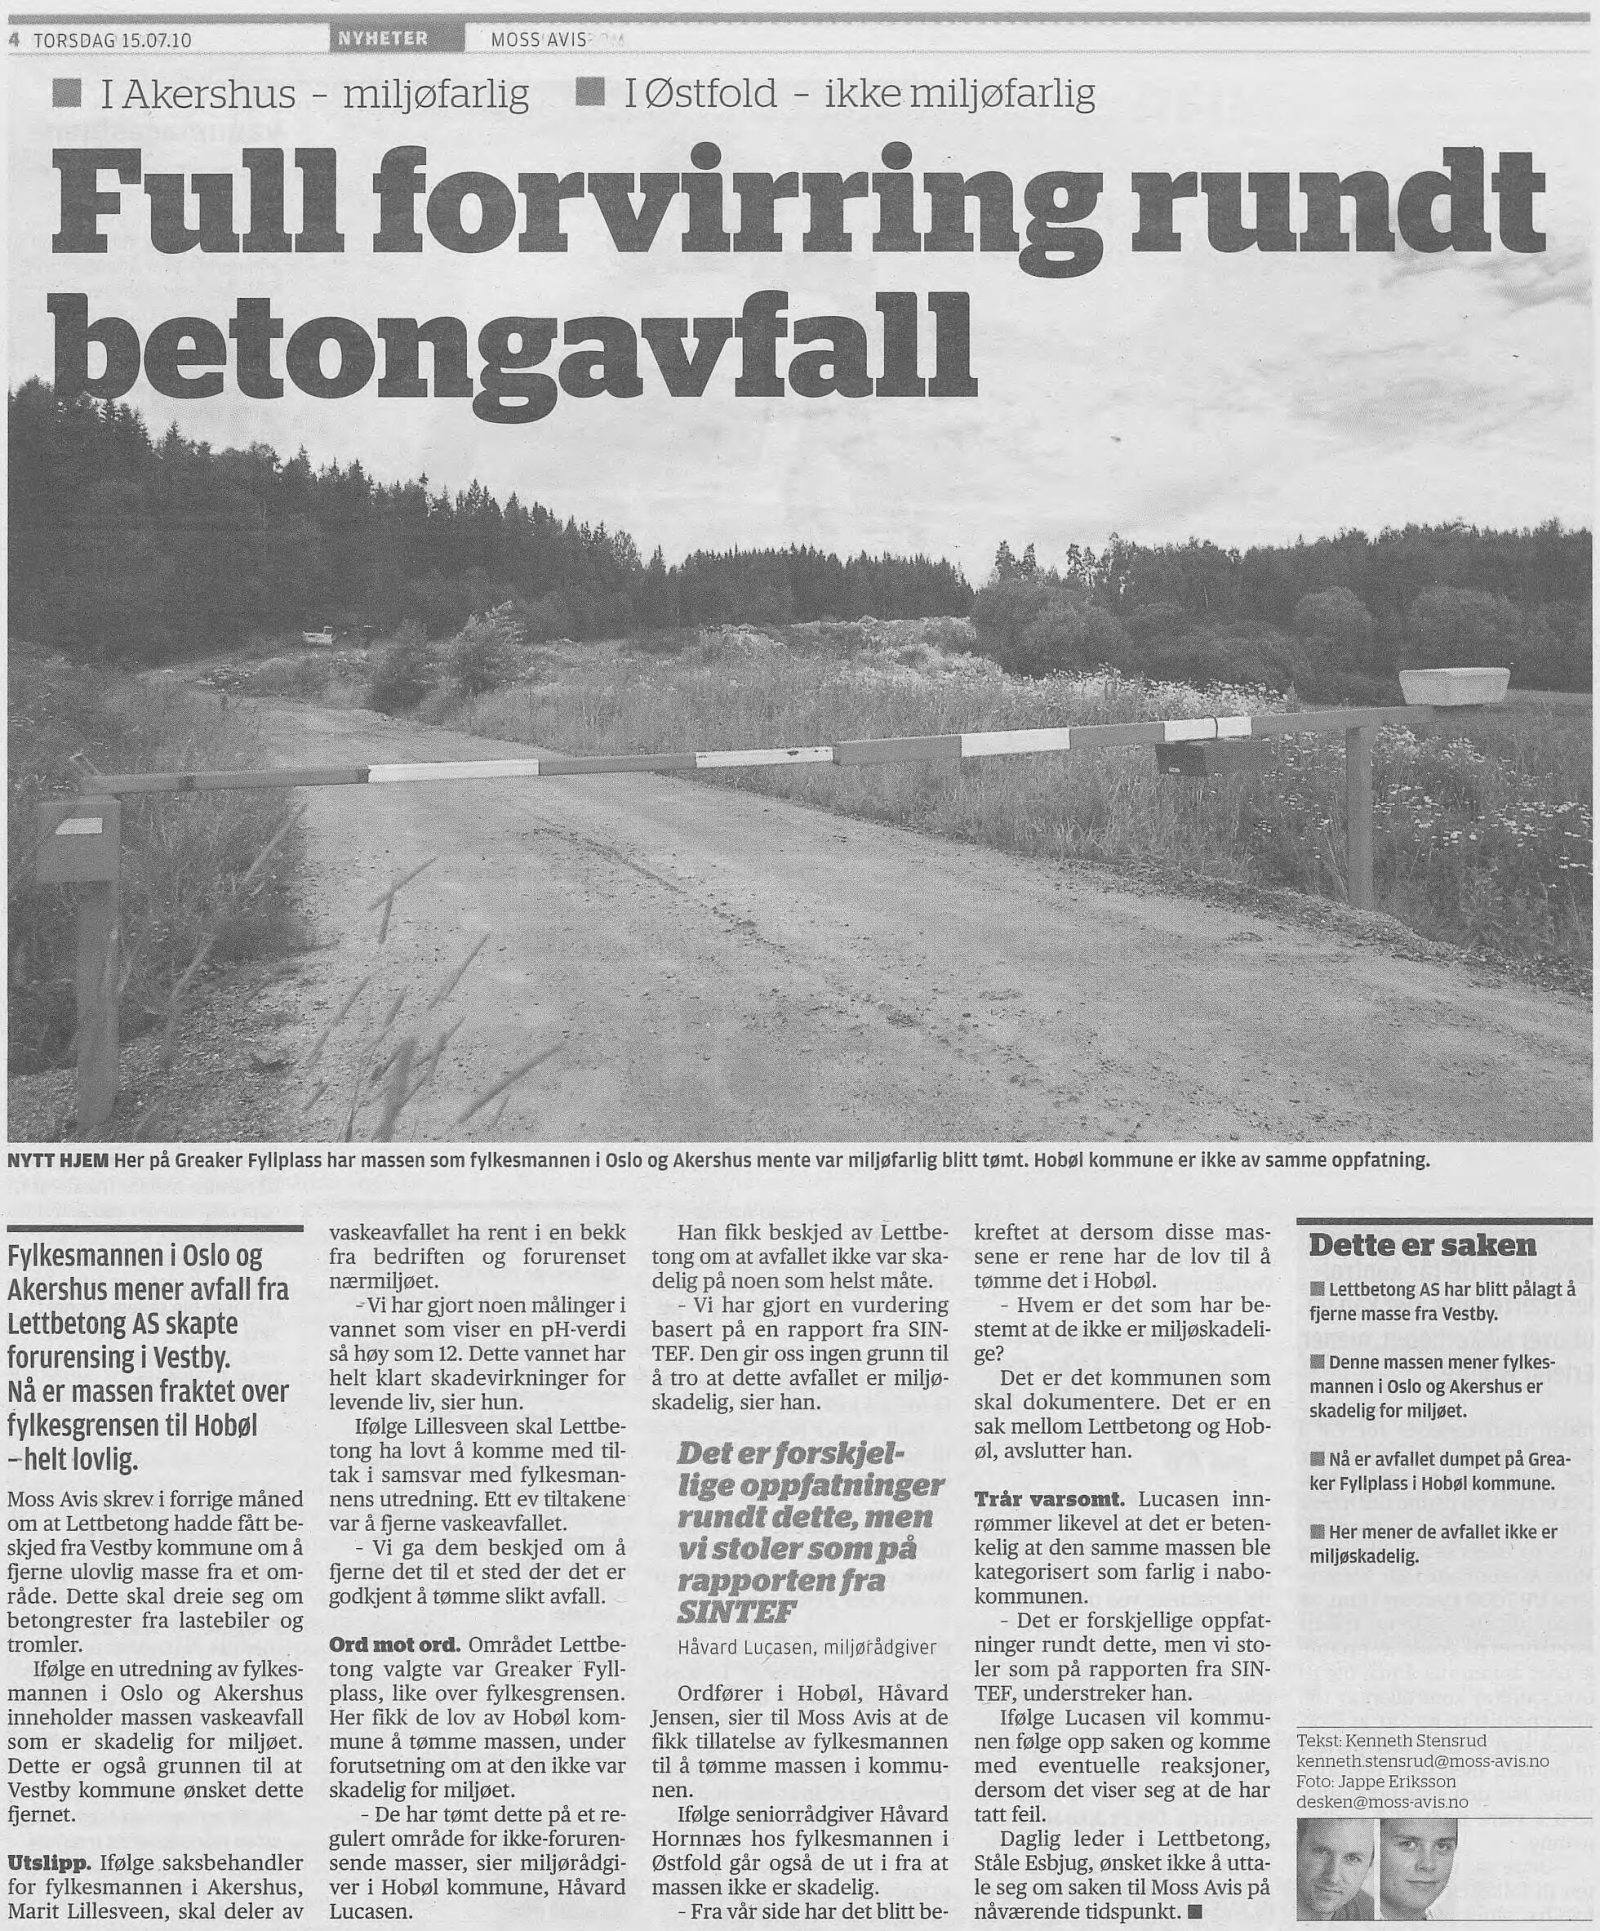 4 TORSDAG 15.07.10
NYHETER
MOSS AVIS
I Akershus – miljøfarlig
I Østfold – ikke miljøfarlig
Full forvirring rundt
betongavfall
NYTT HJEM Her på Greaker Fyllplass har massen som fylkesmannen i Oslo og Akershus mente var miljøfarlig blitt tømt. Hobøl kommune er ikke av samme oppfatning.
Fylkesmannen i Oslo og
Akershus mener avfall fra
Lettbetong AS skapte
forurensing i Vestby.
Nå er massen fraktet over
fylkesgrensen til Hobøl
– helt lovlig.
Moss Avis skrev i forrige måned
om at Lettbetong hadde fått be-
skjed fra Vestby kommune om å
fjerne ulovlig masse fra et om-
råde. Dette skal dreie seg om
betongrester fra lastebiler og
tromler.
Ifølge en utredning av fylkes-
mannen i Oslo og Akershus
inneholder massen vaskeavfall
som er skadelig for miljøet.
Dette er også grunnen til at
Vestby kommune ønsket dette
fjernet.
Utslipp. Ifølge saksbehandler
for fylkesmannen i Akershus,
Marit Lillesveen, skal deler av
vaskeavfallet ha rent i en bekk
fra bedriften og forurenset
nærmiljøet.
– Vi har gjort noen målinger i
vannet som viser en pH-verdi
så høy som 12. Dette vannet har
helt klart skadevirkninger for
levende liv, sier hun.
Ifølge Lillesveen skal Lettbe-
tong ha lovt å komme med til-
tak i samsvar med fylkesman-
nens utredning. Ett ev tiltakene
var å fjerne vaskeavfallet.
– Vi ga dem beskjed om å
fjerne det til et sted der det er
godkjent å tømme slikt avfall.
Ord mot ord. Området Lettbe-
tong valgte var Greaker Fyll-
plass, like over fylkesgrensen.
Her fikk de lov av Hobøl kom-
mune å tømme massen, under
forutsetning om at den ikke var
skadelig for miljøet.
– De har tømt dette på et re-
gulert område for ikke-foruren-
sende masser, sier miljørådgi-
ver i Hobøl kommune, Håvard
Lucasen.
Han fikk beskjed av Lettbe-
tong om at avfallet ikke var ska-
delig på noen som helst måte.
– Vi har gjort en vurdering
basert på en rapport fra SIN-
TEF. Den gir oss ingen grunn til
å tro at dette avfallet er miljø-
skadelig, sier han.
Det er forskjel-
lige oppfatninger
rundt dette, men
vi stoler som på
rapporten fra
SINTEF
Håvard Lucasen, miljørådgiver
Ordfører i Hobøl, Håvard
Jensen, sier til Moss Avis at de
fikk tillatelse av fylkesmannen
til å tømme massen i kommu-
nen.
Ifølge seniorrådgiver Håvard
Hornnæs hos fylkesmannen i
Østfold går også de ut i fra at
massen ikke er skadelig.
– Fra vår side har det blitt be-
kreftet at dersom disse mas-
sene er rene har de lov til å
tømme det i Hobøl.
– Hvem er det som har be-
stemt at de ikke er miljøskadeli-
ge?
Det er det kommunen som
skal dokumentere. Det er en
sak mellom Lettbetong og Hob-
øl, avslutter han.
Trår varsomt. Lucasen inn-
rømmer likevel at det er beten-
kelig at den samme massen ble
kategorisert som farlig i nabo-
kommunen.
– Det er forskjellige oppfat-
ninger rundt dette, men vi sto-
ler som på rapporten fra SIN-
TEF, understreker han.
Ifølge Lucasen vil kommu-
nen følge opp saken og komme
med eventuelle reaksjoner,
dersom det viser seg at de har
tatt feil.
Daglig leder i Lettbetong,
Ståle Esbjug, ønsket ikke å utta-
le seg om saken til Moss Avis på
nåværende tidspunkt. ■
Dette er saken
■ Lettbetong AS har blitt pålagt å
fjerne masse fra Vestby.
■ Denne massen mener fylkes-
mannen i Oslo og Akershus er
skadelig for miljøet.
■ Nå er avfallet dumpet på Grea-
ker Fyllplass i Hobøl kommune.
■ Her mener de avfallet ikke er
miljøskadelig.
Tekst: Kenneth Stensrud
kenneth.stensrud@moss-avis.no
Foto: Jappe Eriksson
desken@moss-avis.no